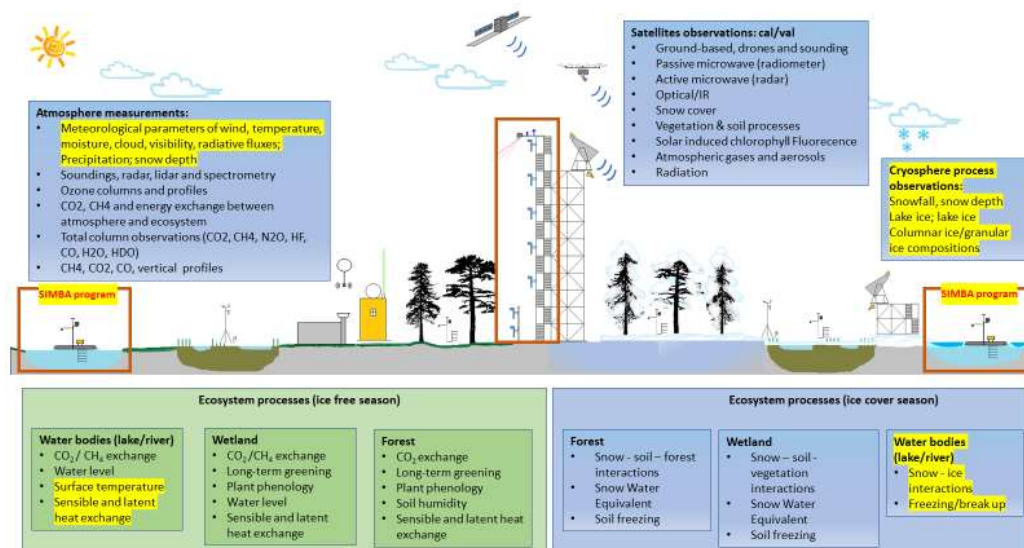 Satellites observations: cal/val
• Ground-based, drones and sounding
• Passive microwave (radiometer)
• Active microwave (radar)
• Optical/IR
• Snow cover
• Vegetation & soil processes
• Solar induced chlorophyll Fluorecence
• Atmospheric gases and aerosols
• Radiation
Atmosphere measurements:
• Meteorological parameters of wind, temperature,
moisture, cloud, visibility, radiative fluxes;
Precipitation; snow depth
• Soundings, radar, lidar and spectrometry
• Ozone columns and profiles
• CO2, CH4 and energy exchange between
atmosphere and ecosystem
• Total column observations (CO2, CH4, N2O, HF,
CO, H2O, HDO)
• CH4, CO2, CO, vertical profiles
Cryosphere process
observations:
Snowfall, snow depth
Lake ice; lake ice
Columnar ice/granular
ice compositions
SIMBA program
SIMBA program
Ecosystem processes (ice free season)
Water bodies (lake/river)
• CO₂/ CH₄ exchange
• Water level
• Surface temperature
• Sensible and latent
heat exchange
Wetland
• CO₂/CH₄ exchange
• Long-term greening
• Plant phenology
• Water level
• Sensible and latent
heat exchange
Forest
• CO₂ exchange
• Long-term greening
• Plant phenology
• Soil humidity
• Sensible and latent heat
exchange
Ecosystem processes (ice cover season)
Forest
• Snow - soil – forest
interactions
• Snow Water
Equivalent
• Soil freezing
Wetland
• Snow – soil -
vegetation
interactions
• Snow Water
Equivalent
• Soil freezing
Water bodies
(lake/river)
• Snow - ice
interactions
• Freezing/break up